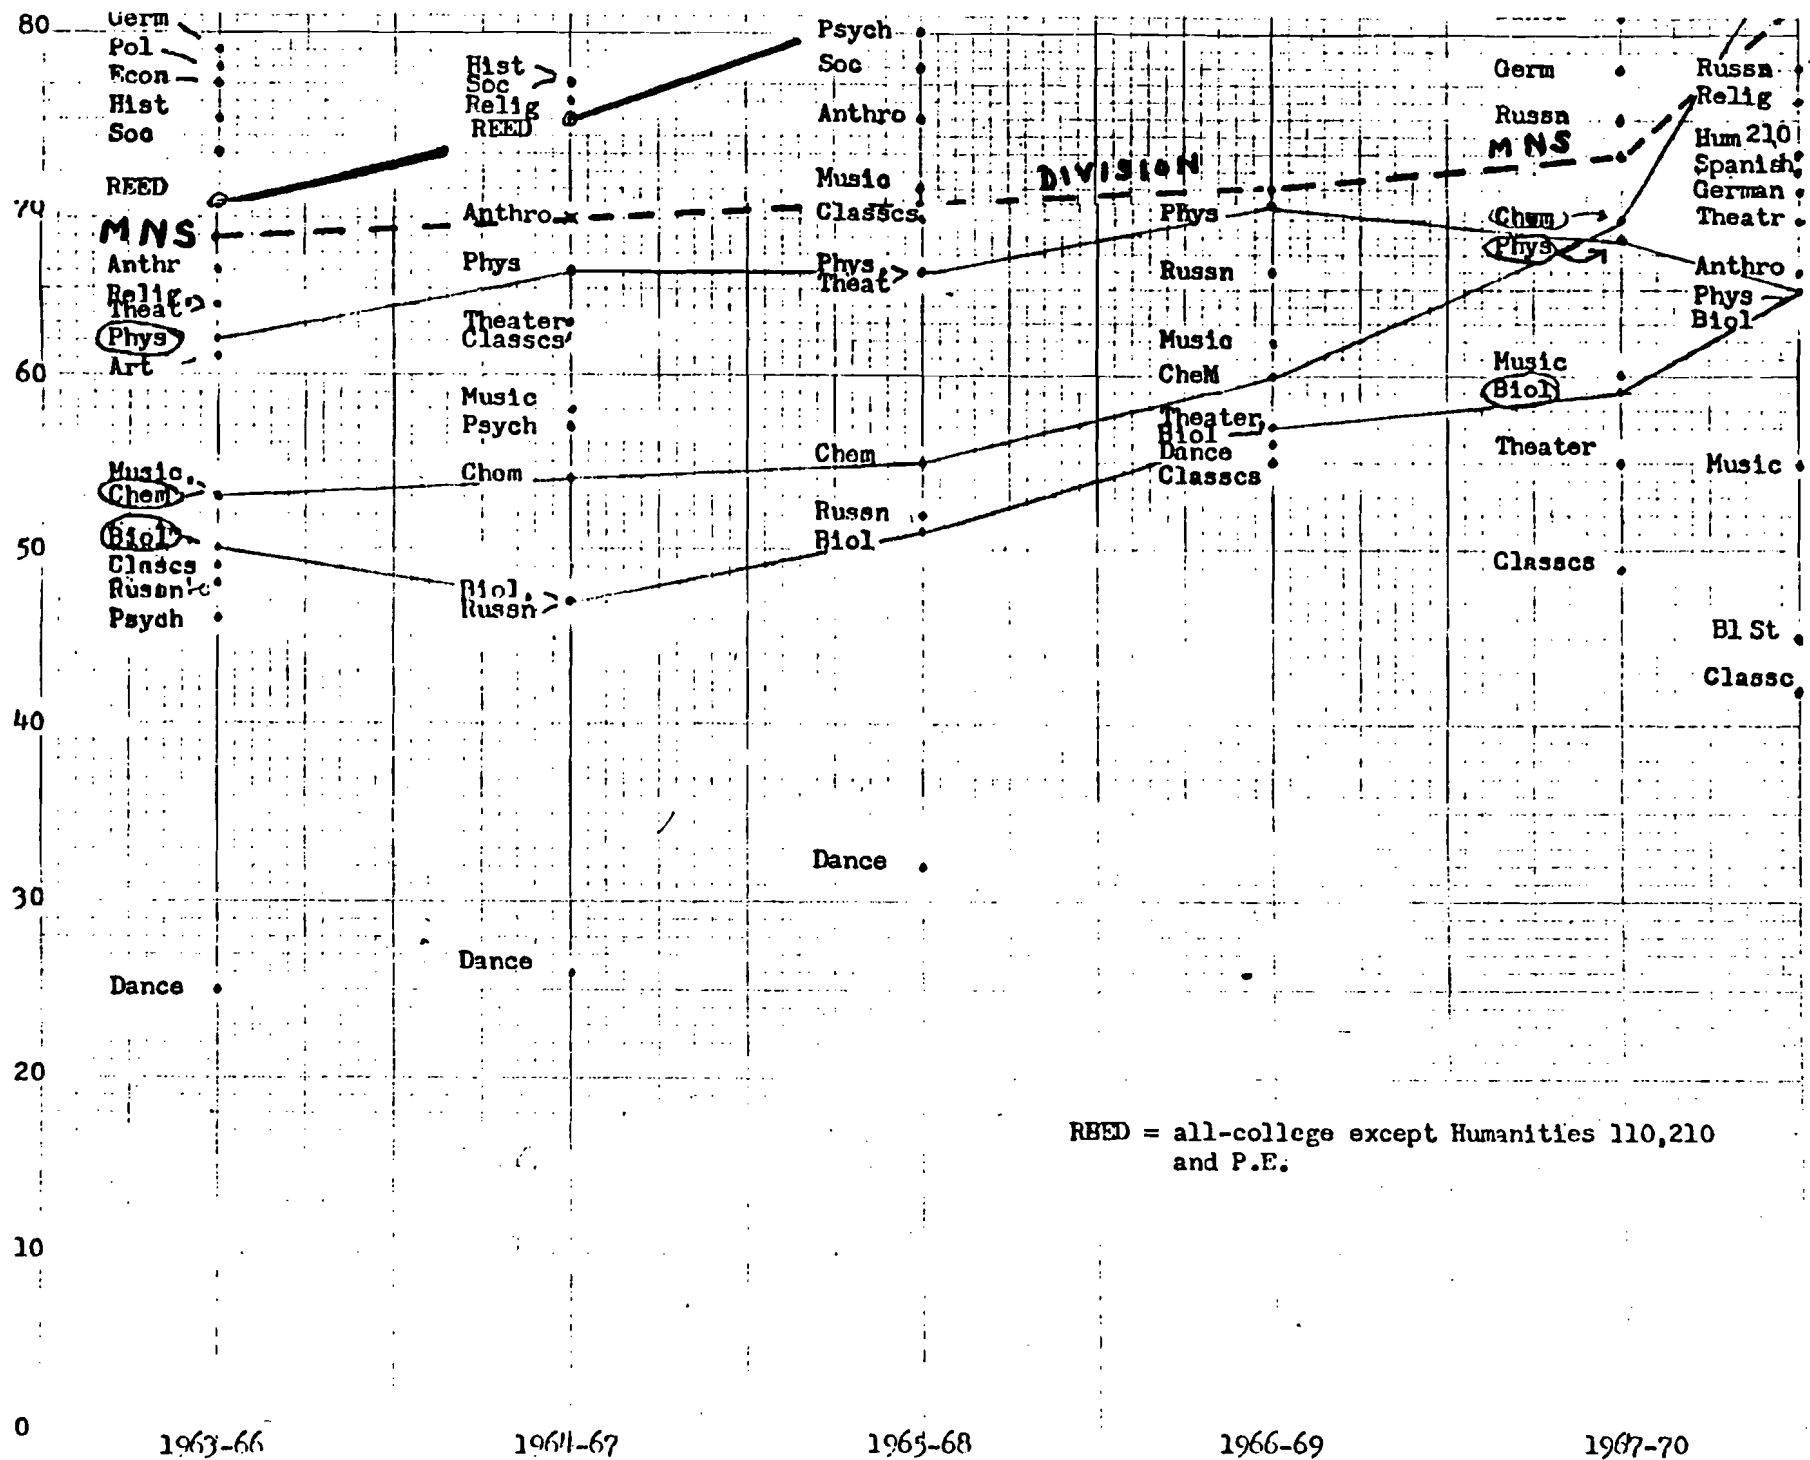 80
Germ
Pol
Econ
Hist
Soc
REED
70
MNS
Anthr
Relig
Theat
Phys
Art
60
Music
Chem
Biol
50
Classcs
Russn
Psych
40
30
Dance
20
10
0
1963-66
Hist
Soc
Relig
REED
Anthro
Phys
Theater
Classcs
Music
Psych
Chom
Biol
Russn
Dance
1964-67
Psych
Soc
Anthro
Music
Classcs
Phys
Theat
Chem
Russn
Biol
Dance
1965-68
DIVISION
Phys
Russn
Music
CheM
Theater
Biol
Dance
Classcs
1966-69
Germ
Russn
MNS
Chem
Phys
Music
Biol
Theater
Classcs
1967-70
Russn
Relig
Hum 210
Spanish
German
Theatr
Anthro
Phys
Biol
Music
Bl St
Classc
REED = all-college except Humanities 110,210
and P.E.